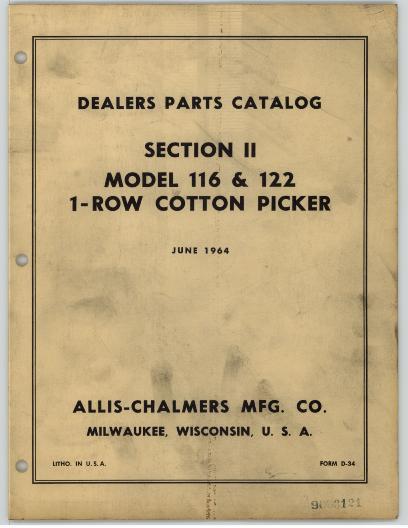 DEALERS PARTS CATALOG
SECTION II
MODEL 116 & 122
1-ROW COTTON PICKER
JUNE 1964
ALLIS-CHALMERS MFG. CO.
MILWAUKEE, WISCONSIN, U. S. A.
LITHO. IN U. S. A.
FORM D-34